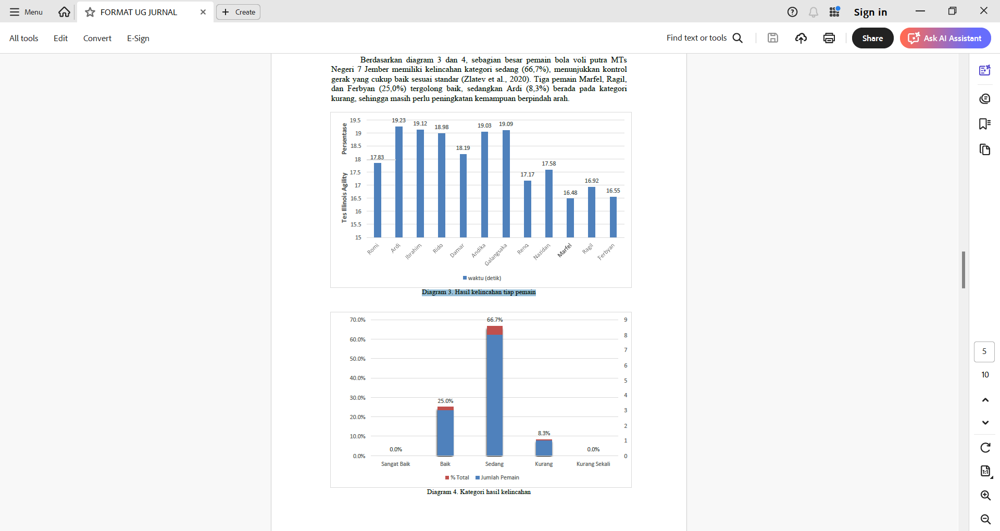 Menu
FORMAT UG JURNAL
Create
Sign in
All tools
Edit
Convert
E-Sign
Find text or tools
Share
Ask AI Assistant
Berdasarkan diagram 3 dan 4, sebagian besar pemain bola voli putra MTs
Negeri 7 Jember memiliki kelincahan kategori sedang (66,7%), menunjukkan kontrol
gerak yang cukup baik sesuai standar (Zlatev et al., 2020). Tiga pemain Marfel, Ragil,
dan Ferbyan (25,0%) tergolong baik, sedangkan Ardi (8,3%) berada pada kategori
kurang, sehingga masih perlu peningkatan kemampuan berpindah arah.
Tes Illinois Agility Persentase
19.5
19
18.5
18
17.5
17
16.5
16
15.5
15
17.83
19.23
19.12
18.98
18.19
19.03
19.09
17.17
17.58
16.48
16.92
16.55
Romi
Ardi
Ibrahim
Rido
Damar
Andika
Galangsaka
Reno
Nazidan
Marfel
Ragil
Ferbyan
waktu (detik)
Diagram 3. Hasil kelincahan tiap pemain
70.0%
60.0%
50.0%
40.0%
30.0%
20.0%
10.0%
0.0%
0.0%
25.0%
66.7%
8.3%
0.0%
9
8
7
6
5
4
3
2
1
0
Sangat Baik
Baik
Sedang
Kurang
Kurang Sekali
% Total
Jumlah Pemain
Diagram 4. Kategori hasil kelincahan
5
10
1:1